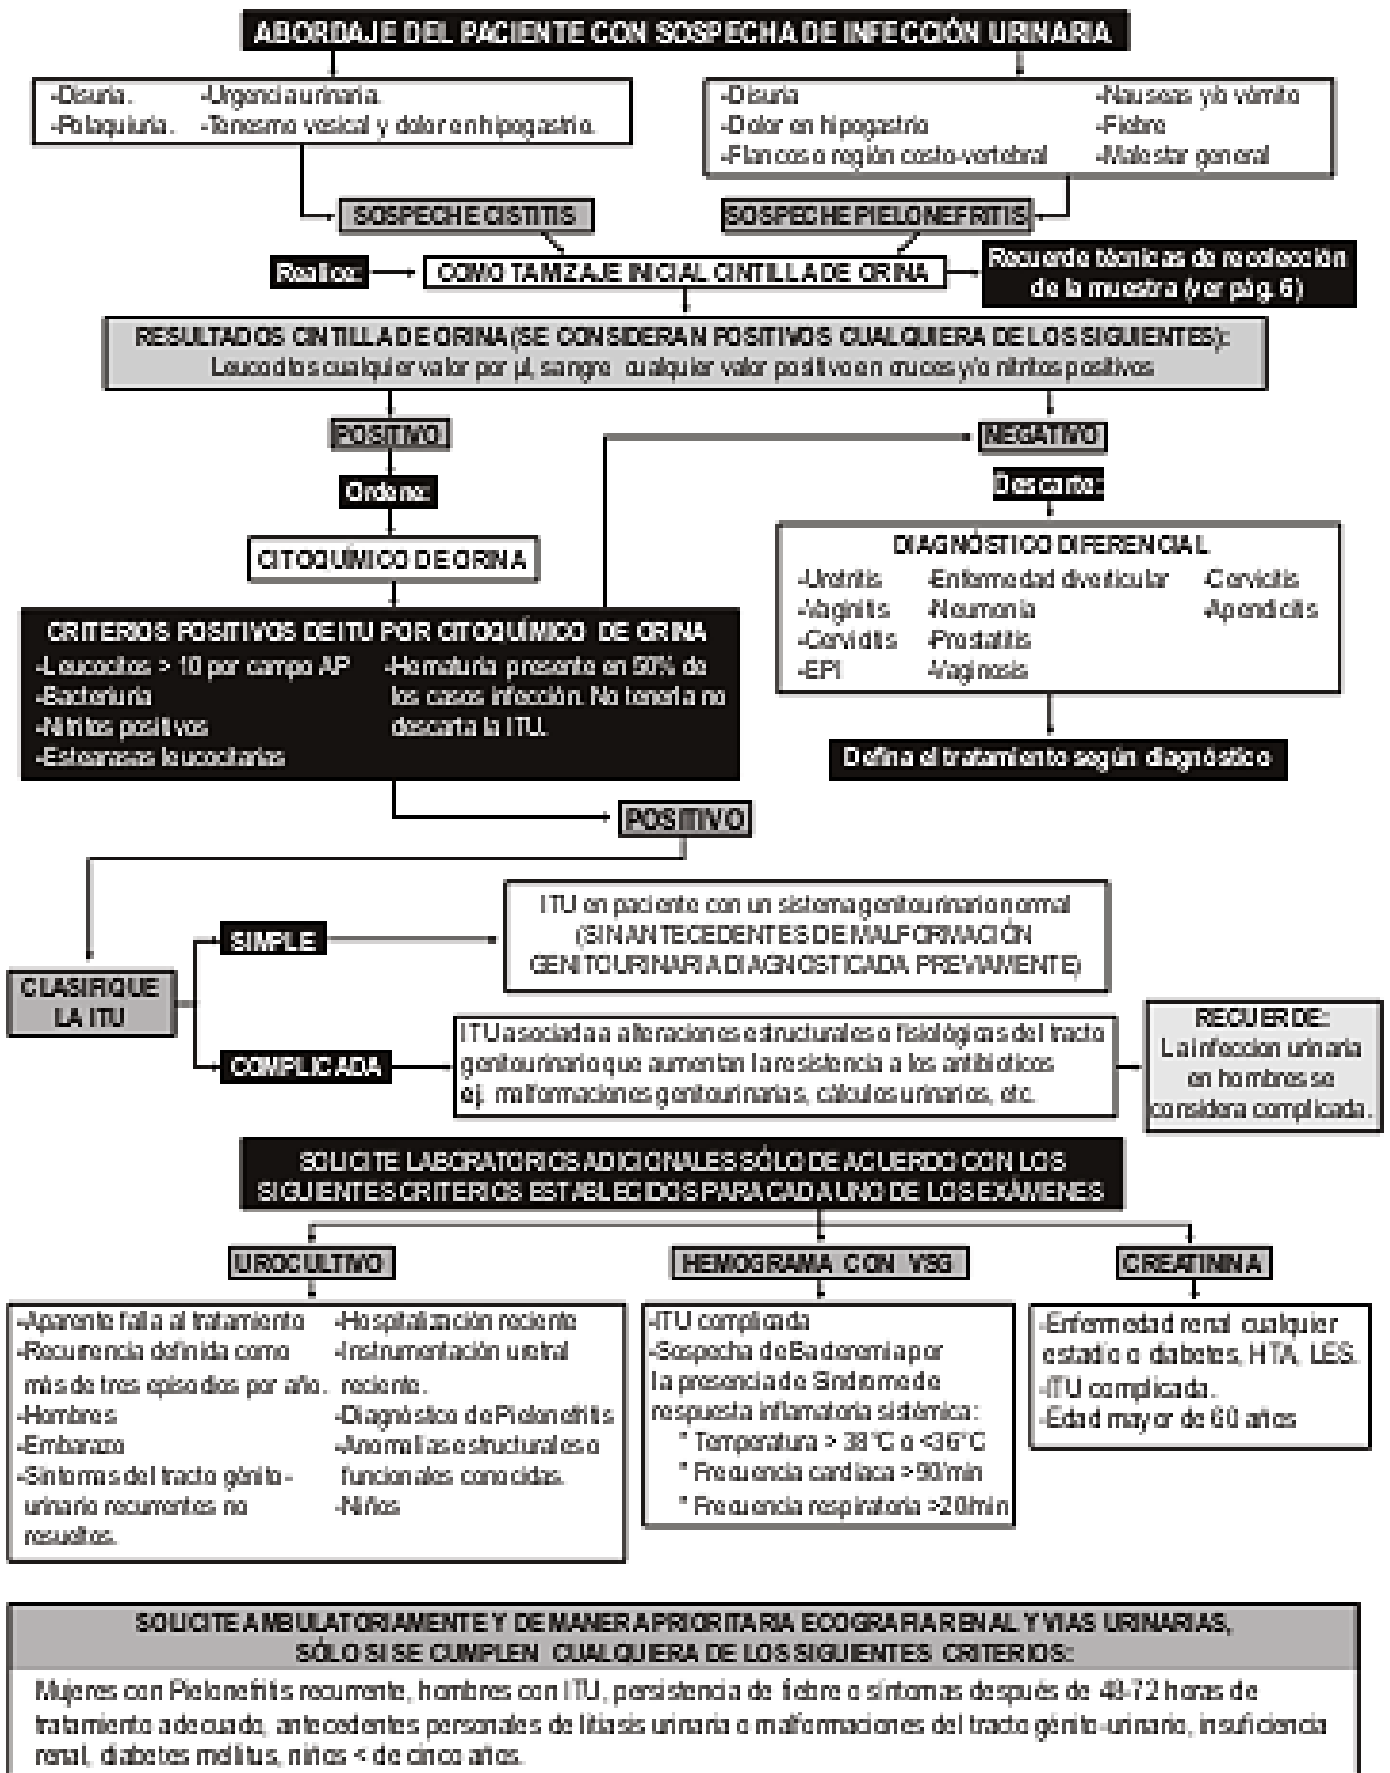 ABORDAJE DEL PACIENTE CON SOSPECHA DE INFECCIÓN URINARIA
-Disuria. -Urgencia urinaria.
-Polaquiuria. -Tenesmo vesical y dolor en hipogastrio.
-Disuria -Nauseas y/o vómito
-Dolor en hipogastrio -Fiebre
-Flancos o región costo-vertebral -Malestar general
SOSPECHE CISTITIS
SOSPECHE PIELONEFRITIS
Realice:
COMO TAMIZAJE INICIAL CINTILLA DE ORINA
Recuerde técnicas de recolección
de la muestra (ver pág. 6)
RESULTADOS CINTILLA DE ORINA (SE CONSIDERAN POSITIVOS CUALQUIERA DE LOS SIGUIENTES):
Leucocitos cualquier valor por µl, sangre cualquier valor positivo en cruces y/o nitritos positivos
POSITIVO
NEGATIVO
Ordene:
Descarte:
CITOQUÍMICO DE ORINA
DIAGNÓSTICO DIFERENCIAL
-Uretritis -Enfermedad diverticular -Cervicitis
-Vaginitis -Neumonía -Apendicitis
-Cervicitis -Prostatitis
-EPI -Vaginosis
CRITERIOS POSITIVOS DE ITU POR CITOQUÍMICO DE ORINA
-Leucocitos > 10 por campo AP -Hematuria presente en 50% de
-Bacteriuria los casos infección. No tenerla no
-Nitritos positivos descarta la ITU.
-Estearasas leucocitarias
Defina el tratamiento según diagnóstico
POSITIVO
CLASIFIQUE
LA ITU
SIMPLE
ITU en paciente con un sistema genitourinario normal
(SIN ANTECEDENTES DE MALFORMACIÓN
GENITOURINARIA DIAGNOSTICADA PREVIAMENTE)
COMPLICADA
ITU asociada a alteraciones estructurales o fisiológicas del tracto
genitourinario que aumentan la resistencia a los antibioticos
ej. malformaciones genitourinarias, cálculos urinarios, etc.
RECUERDE:
La infeccion urinaria
en hombres se
considera complicada.
SOLICITE LABORATORIOS ADICIONALES SÓLO DE ACUERDO CON LOS
SIGUIENTES CRITERIOS ESTABLECIDOS PARA CADA UNO DE LOS EXÁMENES
UROCULTIVO
HEMOGRAMA CON VSG
CREATININA
-Aparente falla al tratamiento -Hospitalización reciente
-Recurrencia definida como -Instrumentación uretral
más de tres episodios por año. reciente.
-Hombres -Diagnóstico de Pielonefritis
-Embarazo -Anomalías estructurales o
-Síntomas del tracto génito- funcionales conocidas.
urinario recurrentes no -Niños
resueltos.
-ITU complicada
-Sospecha de Bacteremia por
la presencia de Síndrome de
respuesta inflamatoria sistémica:
* Temperatura > 38°C o <36°C
* Frecuencia cardíaca >90/min
* Frecuencia respiratoria >20/min
-Enfermedad renal cualquier
estadío o diabetes, HTA, LES.
-ITU complicada.
-Edad mayor de 60 años
SOLICITE AMBULATORIAMENTE Y DE MANERA PRIORITARIA ECOGRAFIA RENAL Y VIAS URINARIAS,
SÓLO SI SE CUMPLEN CUALQUIERA DE LOS SIGUIENTES CRITERIOS:
Mujeres con Pielonefritis recurrente, hombres con ITU, persistencia de fiebre o síntomas después de 48-72 horas de
tratamiento adecuado, antecedentes personales de litiasis urinaria o malformaciones del tracto génito-urinario, insuficiencia
renal, diabetes mellitus, niños < de cinco años.